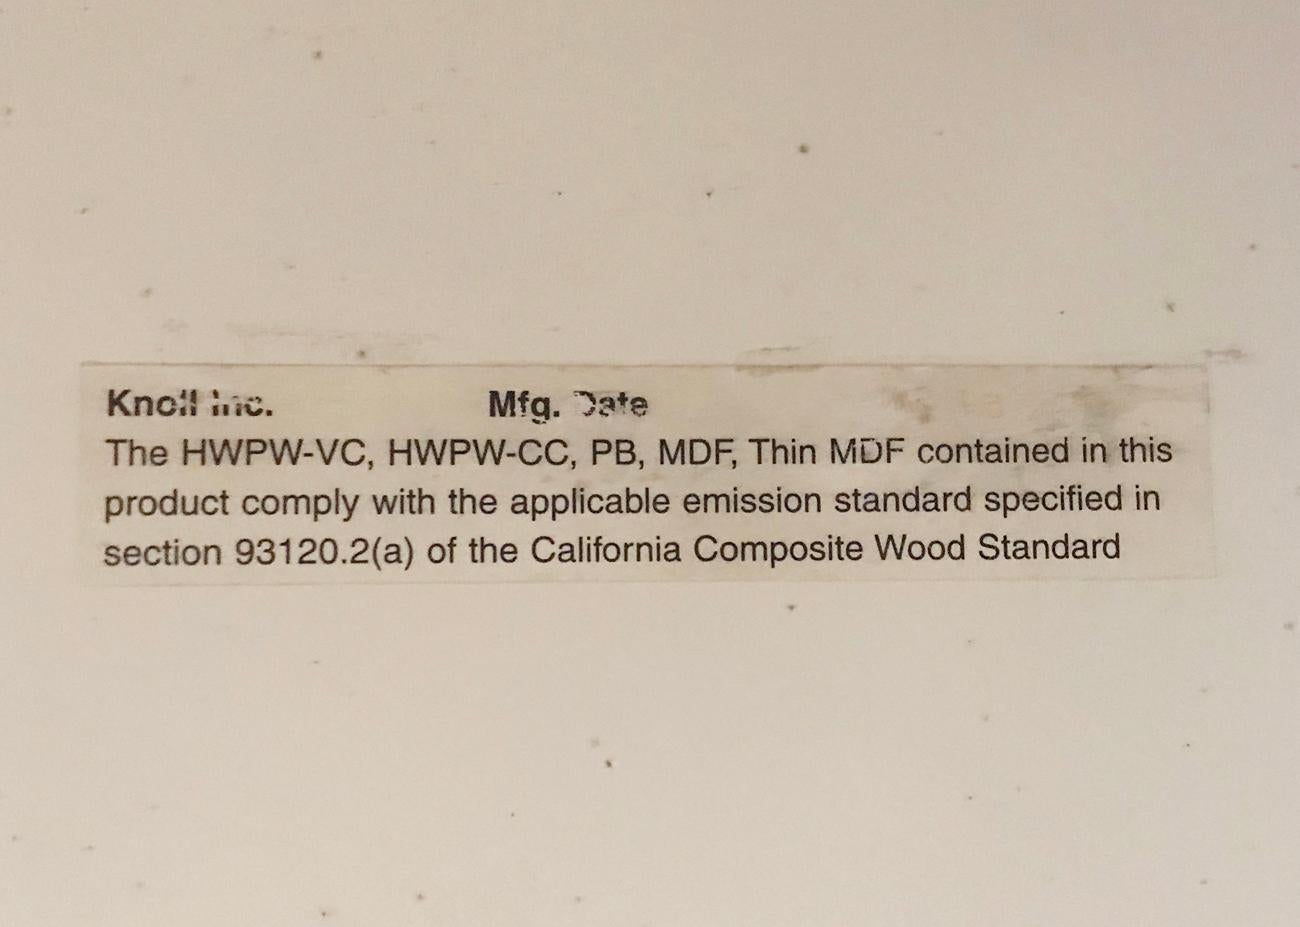 Knoll Inc. Mfg. Date
The HWPW-VC, HWPW-CC, PB, MDF, Thin MDF contained in this
product comply with the applicable emission standard specified in
section 93120.2(a) of the California Composite Wood Standard